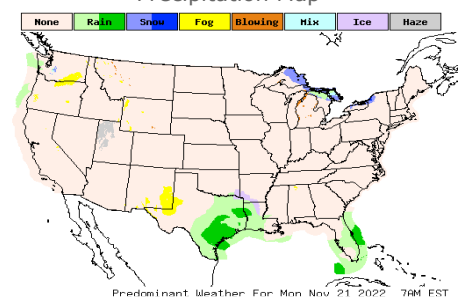 Precipitation Map
None Rain Snow Fog Blowing Mix Ice Haze
Predominant Weather For Mon Nov 21 2022 7AM EST